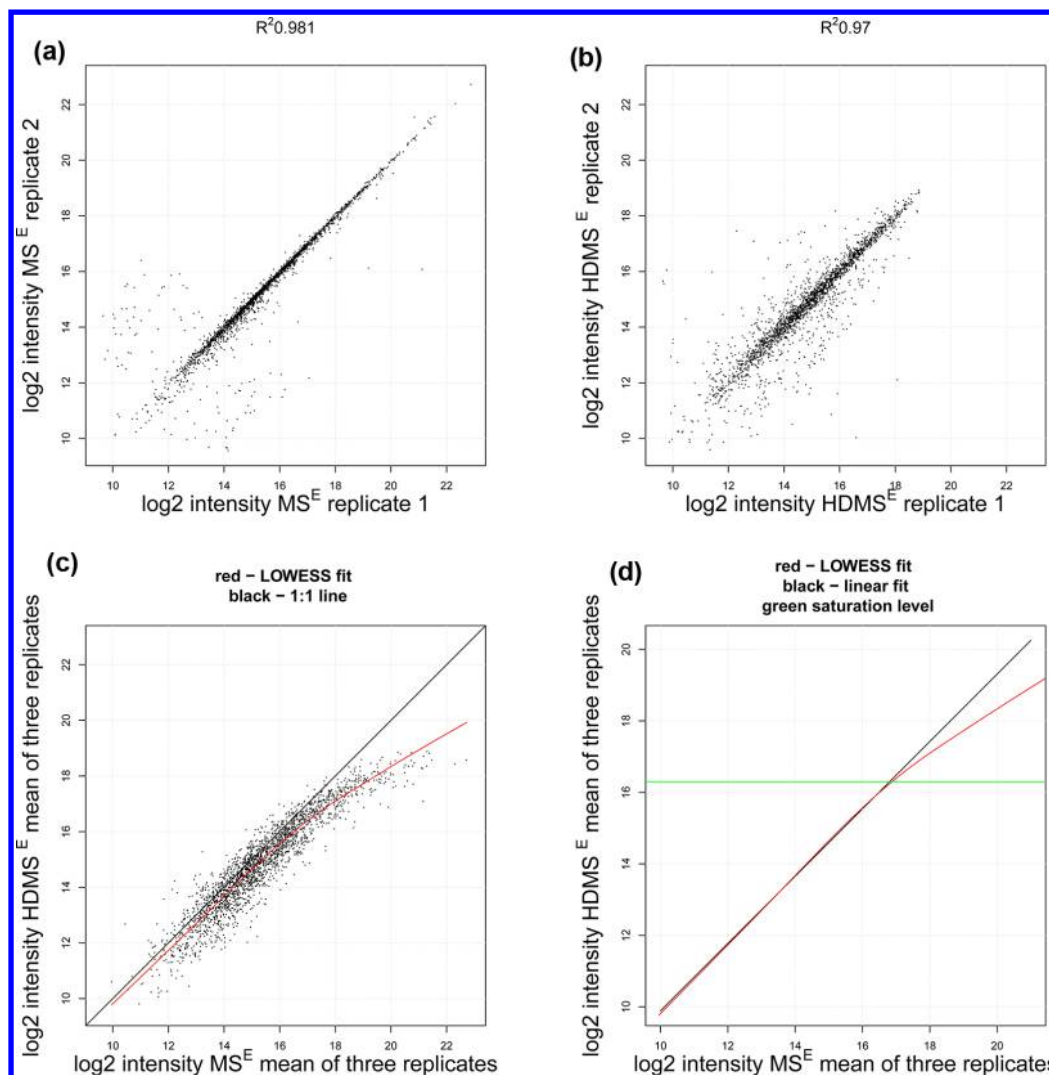 R²0.981
(a)
log2 intensity MS^E replicate 2
22
20
18
16
14
12
10
10 12 14 16 18 20 22
log2 intensity MS^E replicate 1
R²0.97
(b)
log2 intensity HDMS^E replicate 2
22
20
18
16
14
12
10
10 12 14 16 18 20 22
log2 intensity HDMS^E replicate 1
(c)
red – LOWESS fit
black – 1:1 line
log2 intensity HDMS^E mean of three replicates
22
20
18
16
14
12
10
10 12 14 16 18 20 22
log2 intensity MS^E mean of three replicates
(d)
red – LOWESS fit
black – linear fit
green saturation level
log2 intensity HDMS^E mean of three replicates
20
18
16
14
12
10
10 12 14 16 18 20
log2 intensity MS^E mean of three replicates